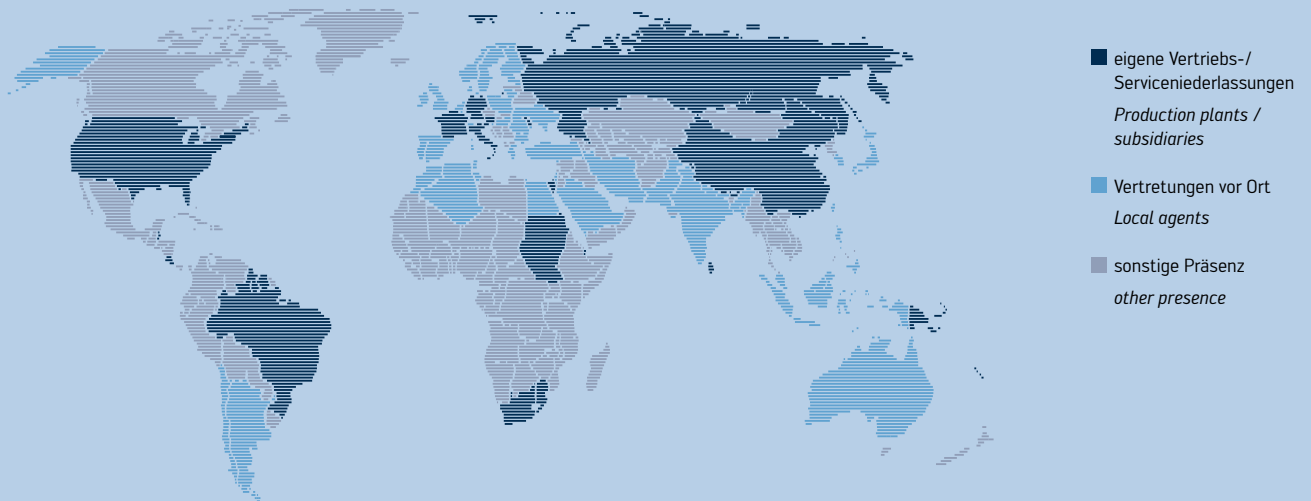 eigene Vertriebs-/
Serviceniederlassungen
Production plants /
subsidiaries
Vertretungen vor Ort
Local agents
sonstige Präsenz
other presence